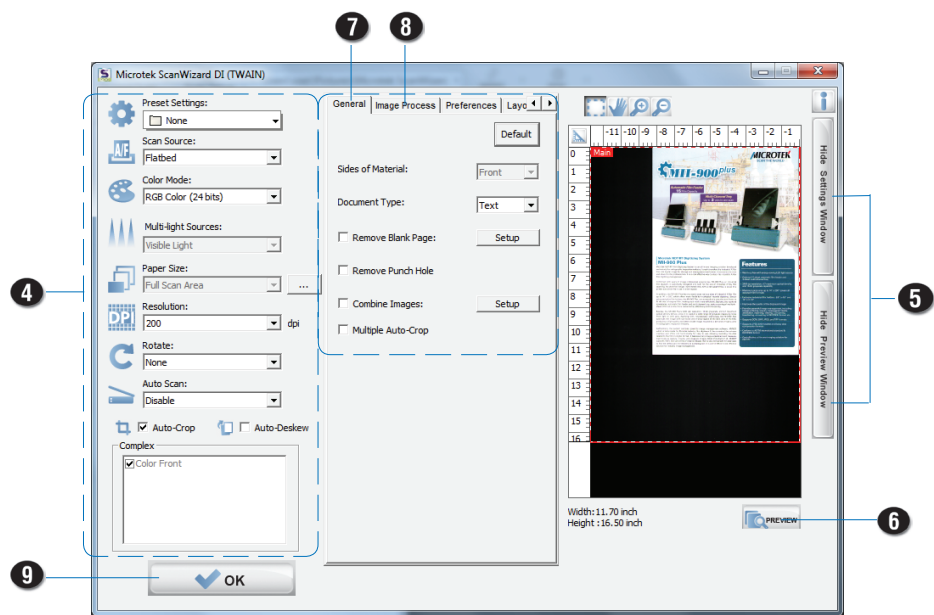 7 8
Microtek ScanWizard DI (TWAIN)
Preset Settings:
None
Scan Source:
Flatbed
Color Mode:
RGB Color (24 bits)
Multi-light Sources:
Visible Light
Paper Size:
Full Scan Area
...
Resolution:
200 dpi
Rotate:
None
Auto Scan:
Disable
Auto-Crop Auto-Deskew
Complex
Color Front
OK
4
9
General Image Process Preferences Layo
Default
Sides of Material: Front
Document Type: Text
Remove Blank Page: Setup
Remove Punch Hole
Combine Images: Setup
Multiple Auto-Crop
-11 -10 -9 -8 -7 -6 -5 -4 -3 -2 -1
0
1
2
3
4
5
6
7
8
9
10
11
12
13
14
15
16
Main
MICROTEK
MII-900 plus
MII-900 Plus
Features
Width:11.70 inch
Height :16.50 inch
PREVIEW
Hide Settings Window
Hide Preview Window
5
6
A/F
DPI